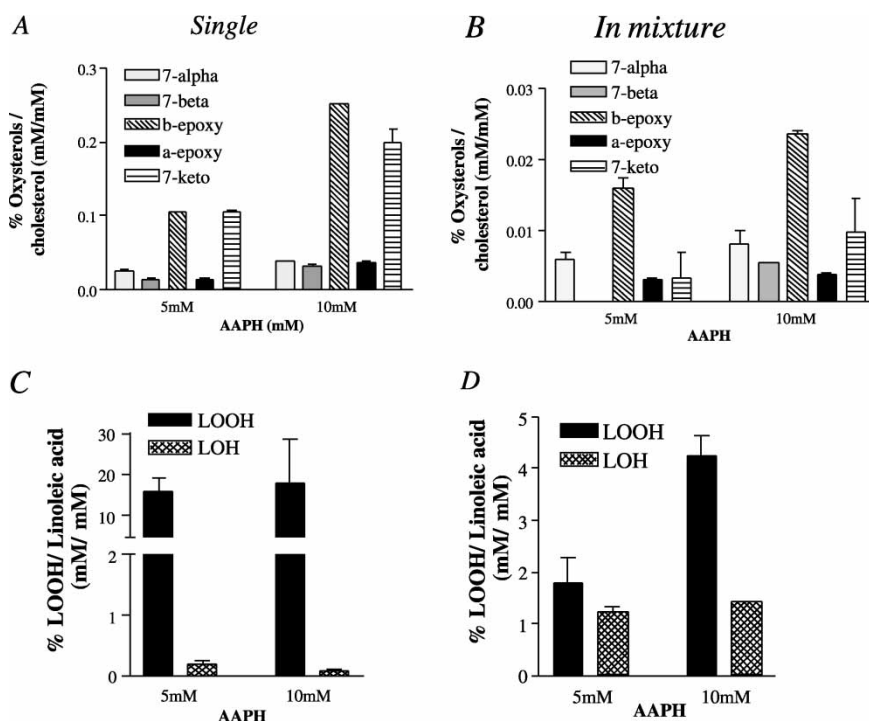 A
Single
% Oxysterols /
cholesterol (mM/mM)
0.3
0.2
0.1
0.0
7-alpha
7-beta
b-epoxy
a-epoxy
7-keto
5mM
10mM
AAPH (mM)
B
In mixture
% Oxysterols /
cholesterol (mM/mM)
0.03
0.02
0.01
0.00
7-alpha
7-beta
b-epoxy
a-epoxy
7-keto
5mM
10mM
AAPH
C
% LOOH/ Linoleic acid
(mM/ mM)
30
20
10
2
1
0
LOOH
LOH
5mM
10mM
AAPH
D
% LOOH/ Linoleic acid
(mM/ mM)
5
4
3
2
1
0
LOOH
LOH
5mM
10mM
AAPH